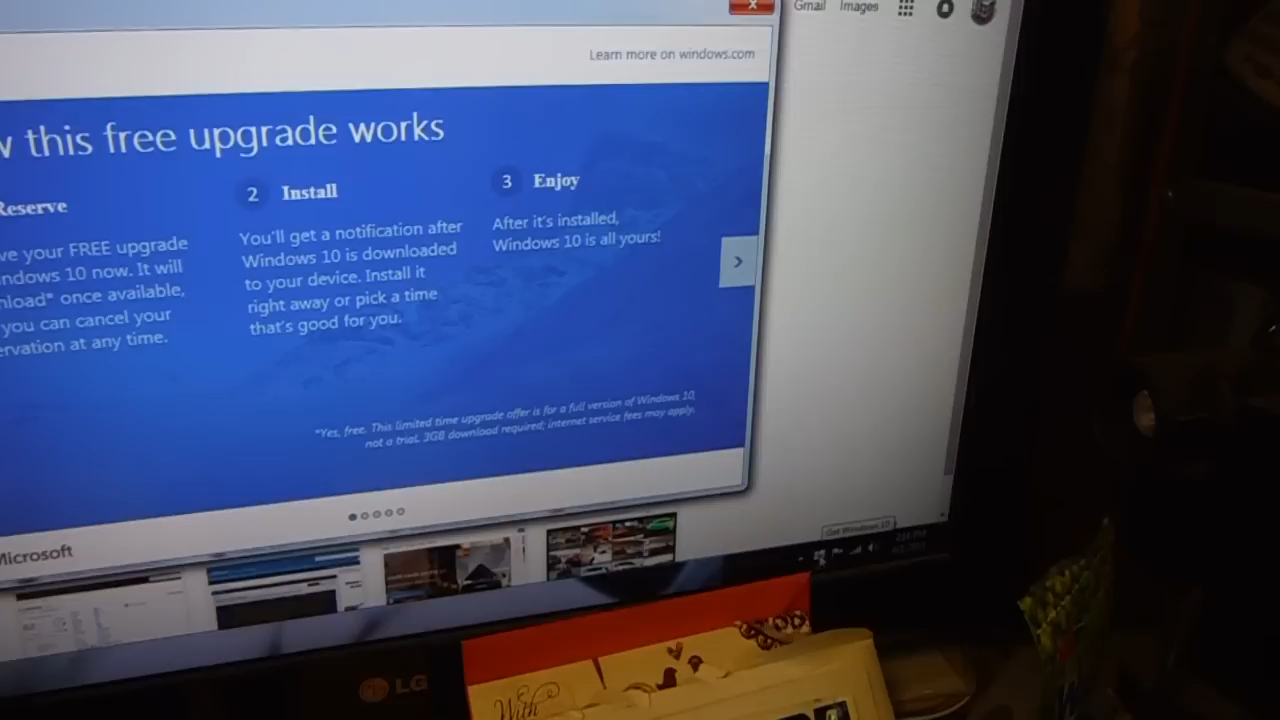 Gmail Images
Learn more on windows.com
this free upgrade works
Reserve
ve your FREE upgrade
ndows 10 now. It will
nload* once available,
you can cancel your
ervation at any time.
2 Install
You'll get a notification after
Windows 10 is downloaded
to your device. Install it
right away or pick a time
that's good for you.
3 Enjoy
After it's installed,
Windows 10 is all yours!
*Yes, free. This limited time upgrade offer is for a full version of Windows 10,
not a trial. 3GB download required; internet service fees may apply.
Microsoft
Get Windows 10
LG
With